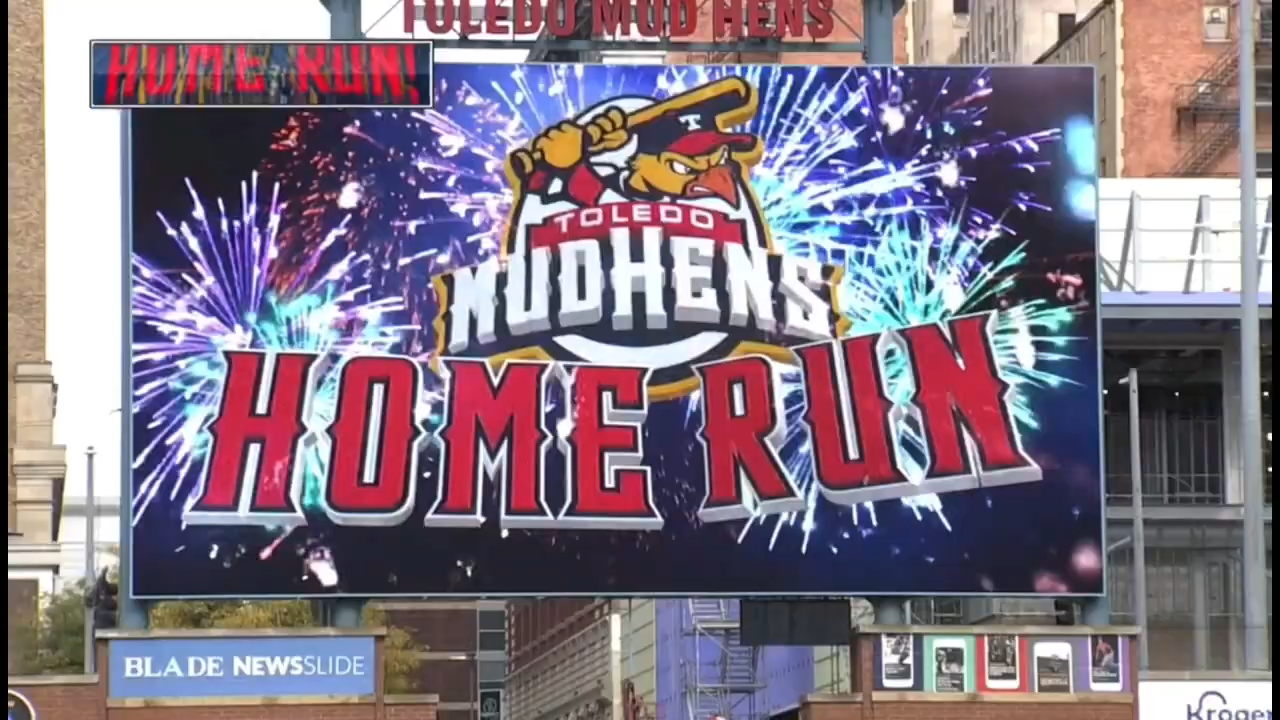 TOLEDO MUD HENS
HOME RUN!
T
TOLEDO
MUDHENS
HOME RUN
BLADE NEWSSLIDE
Kroger